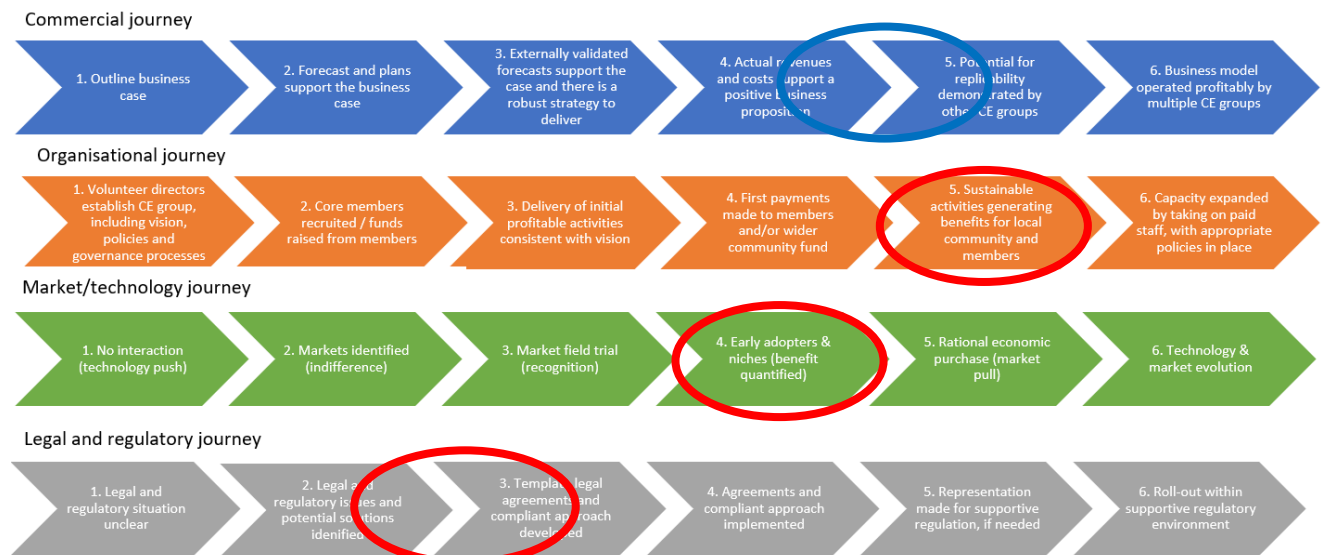 Commercial journey
1. Outline business
case
2. Forecast and plans
support the business
case
3. Externally validated
forecasts support the
case and there is a
robust strategy to
deliver
4. Actual revenues
and costs support a
positive business
proposition
5. Potential for
replicability
demonstrated by
other CE groups
6. Business model
operated profitably by
multiple CE groups
Organisational journey
1. Volunteer directors
establish CE group,
including vision,
policies and
governance processes
2. Core members
recruited / funds
raised from members
3. Delivery of initial
profitable activities
consistent with vision
4. First payments
made to members
and/or wider
community fund
5. Sustainable
activities generating
benefits for local
community and
members
6. Capacity expanded
by taking on paid
staff, with appropriate
policies in place
Market/technology journey
1. No interaction
(technology push)
2. Markets identified
(indifference)
3. Market field trial
(recognition)
4. Early adopters &
niches (benefit
quantified)
5. Rational economic
purchase (market
pull)
6. Technology &
market evolution
Legal and regulatory journey
1. Legal and
regulatory situation
unclear
2. Legal and
regulatory issues and
potential solutions
idenified
3. Template legal
agreements and
compliant approach
developed
4. Agreements and
compliant approach
implemented
5. Representation
made for supportive
regulation, if needed
6. Roll-out within
supportive regulatory
environment